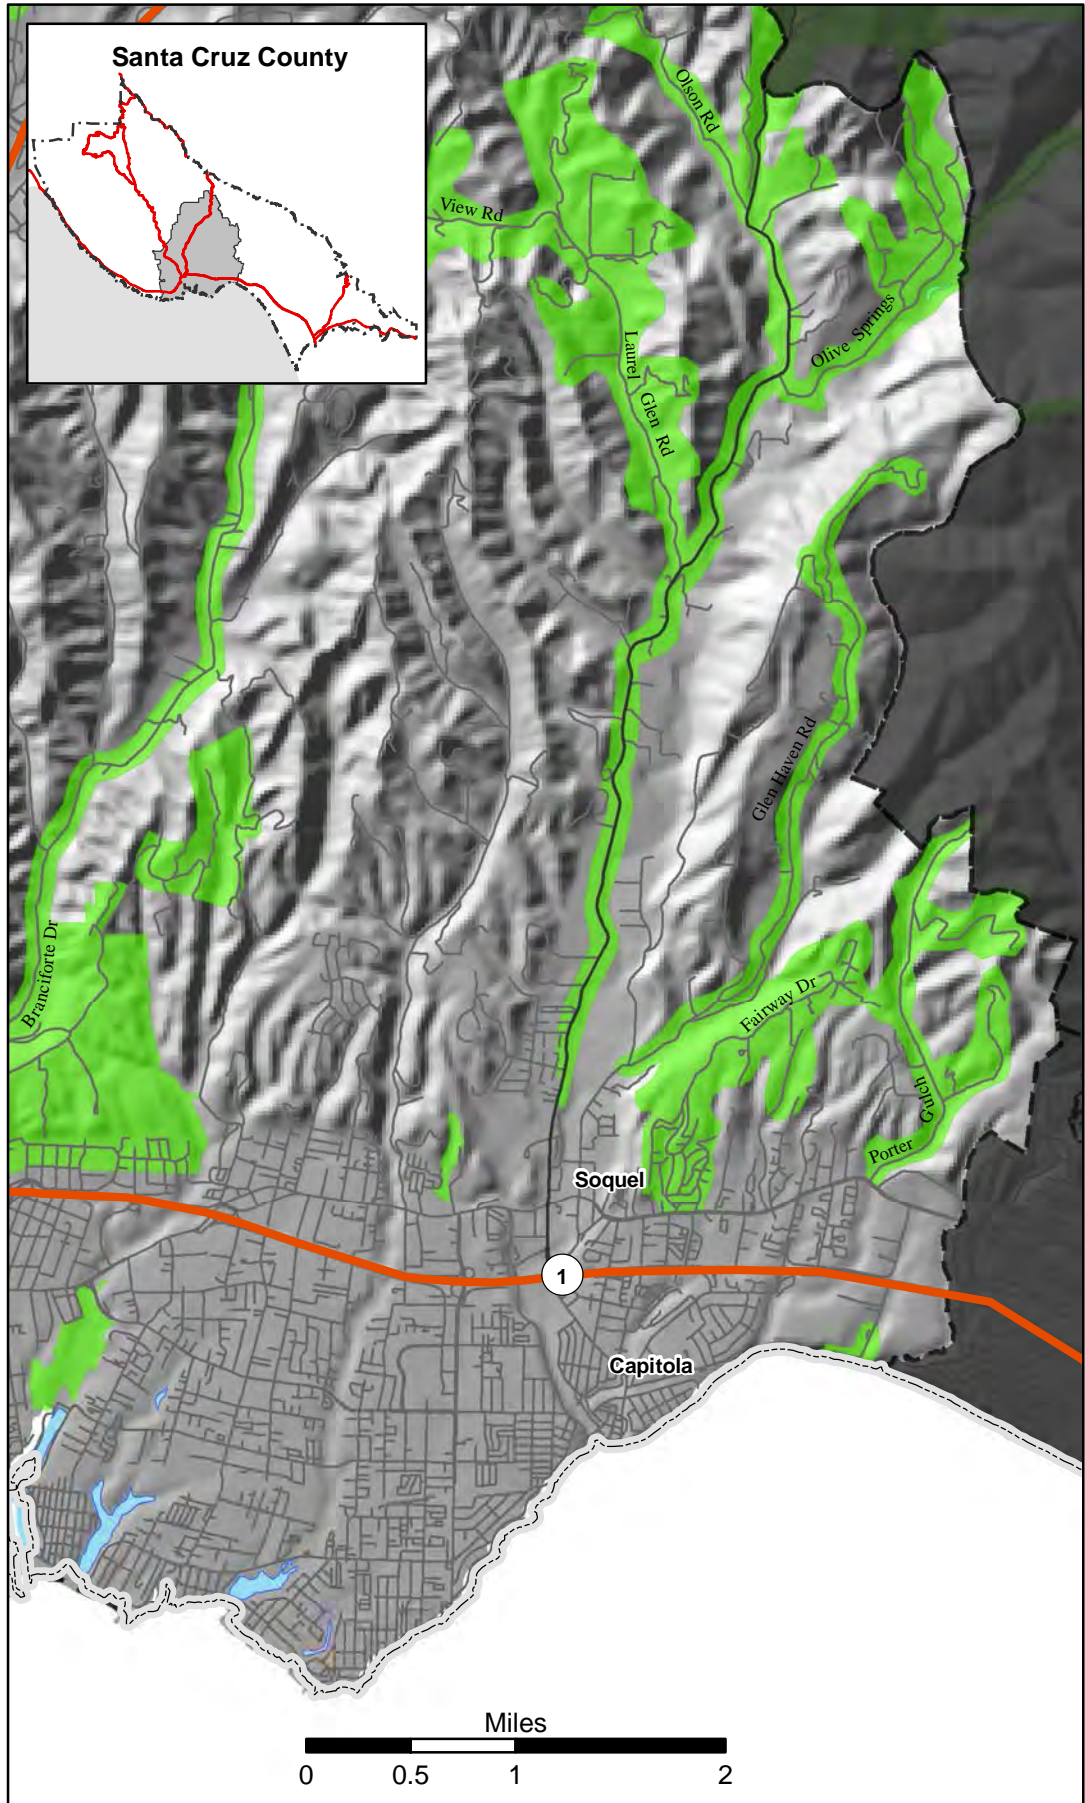 Santa Cruz County
Olson Rd
View Rd
Olive Springs
Laurel Glen Rd
Glen Haven Rd
Branciforte Dr
Fairway Dr
Porter Gulch
Soquel
1
Capitola
Miles
0 0.5 1 2